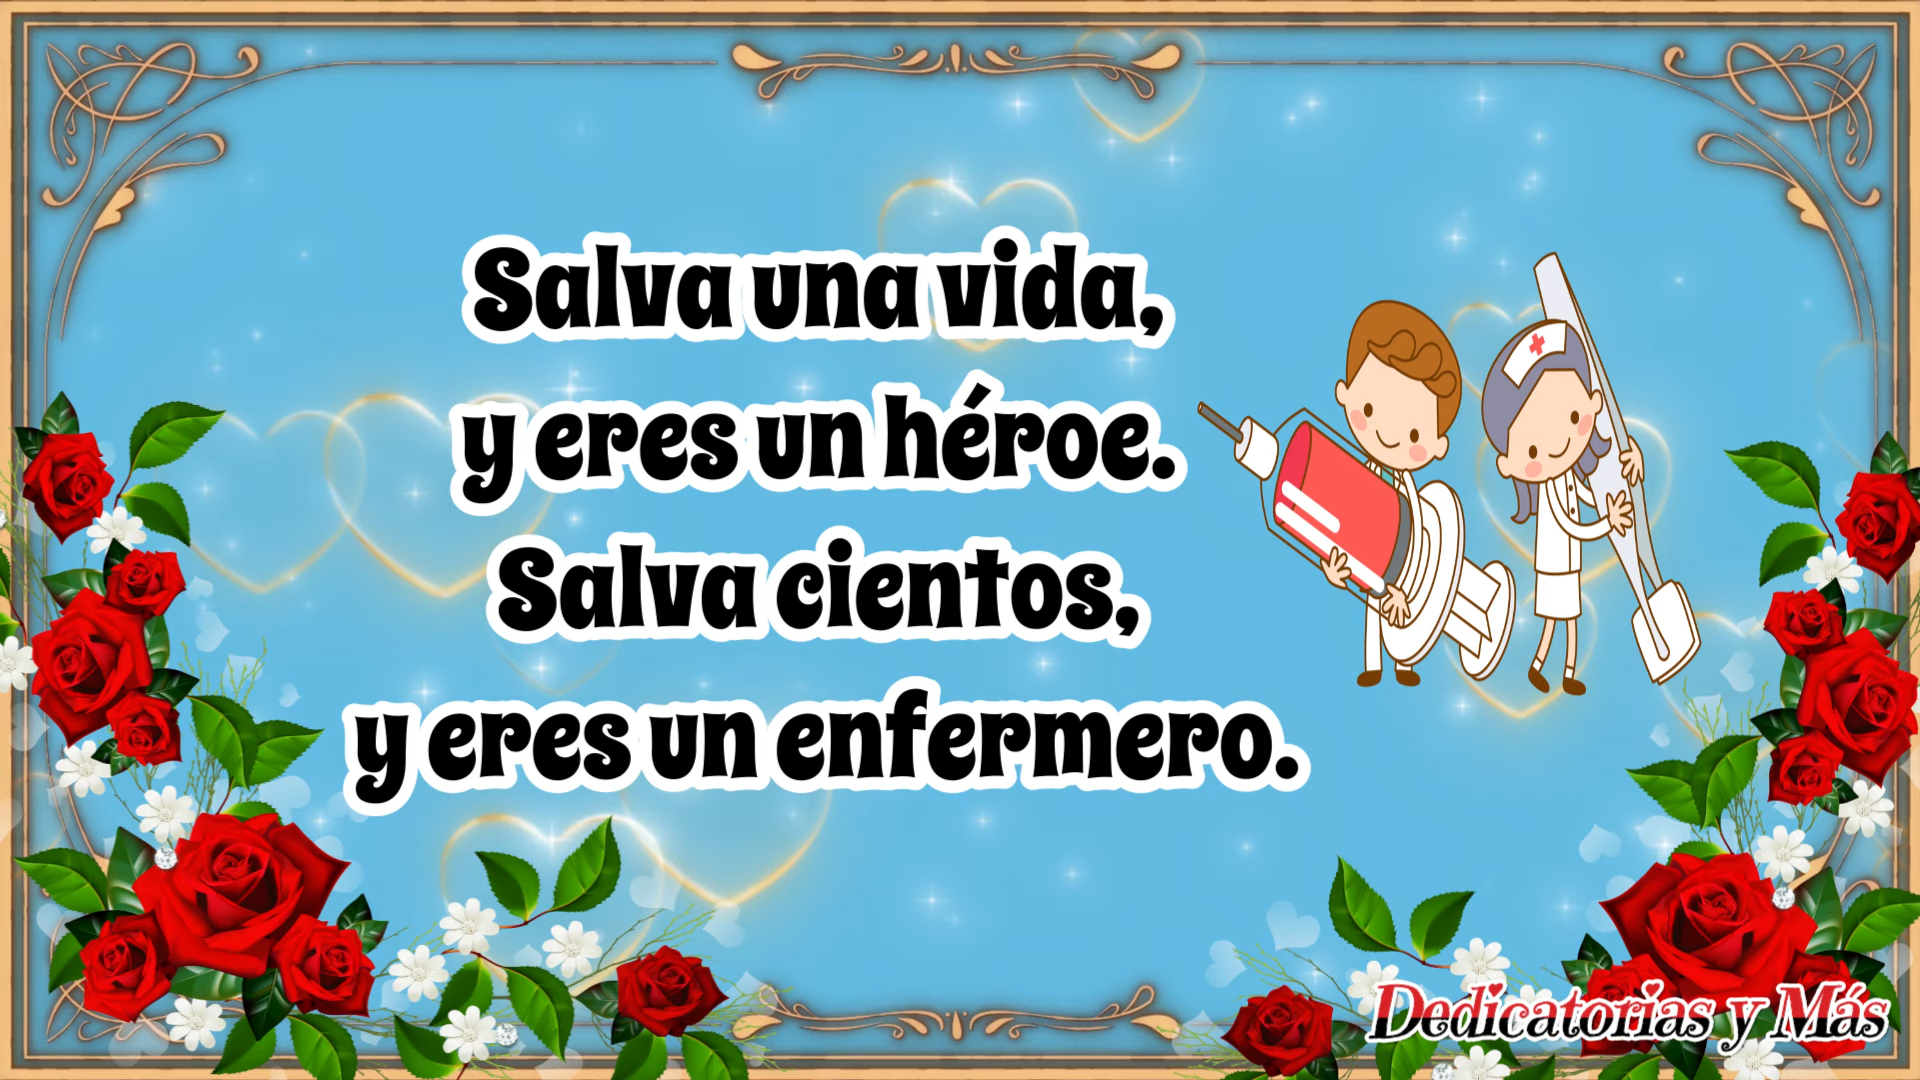 Salva una vida,
y eres un héroe.
Salva cientos,
y eres un enfermero.
Dedicatorias y Más